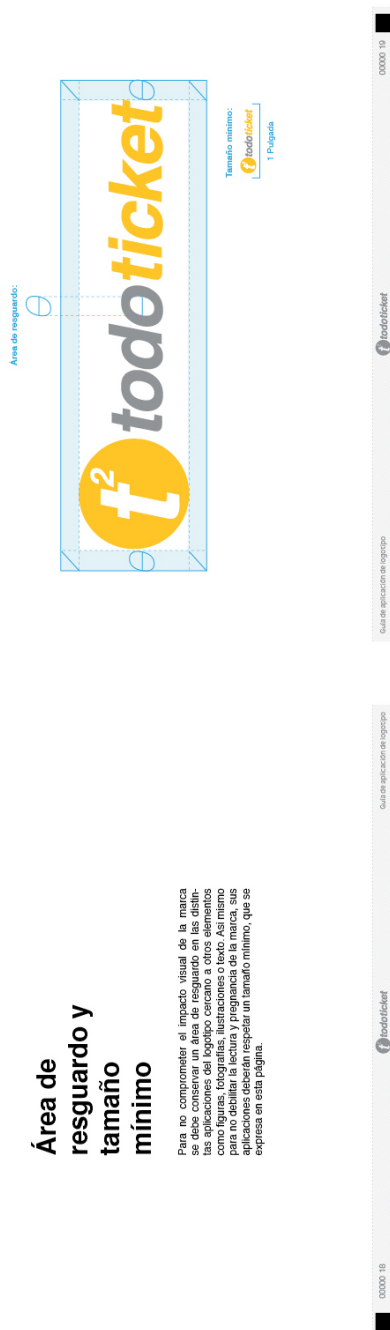 Área de
resguardo y
tamaño
mínimo
Para no comprometer el impacto visual de la marca
se debe conservar un área de resguardo en las distin-
tas aplicaciones del logotipo cercano a otros elementos
como figuras, fotografías, ilustraciones o texto. Así mismo
para no debilitar la lectura y pregnancia de la marca, sus
aplicaciones deberán respetar un tamaño mínimo, que se
expresa en esta página.
00000 18
t todoticket
Guía de aplicación de logotipo
Área de resguardo:
e
e
e
t2 todoticket
Tamaño mínimo:
t todoticket
1 Pulgada
Guía de aplicación de logotipo
t todoticket
00000 19